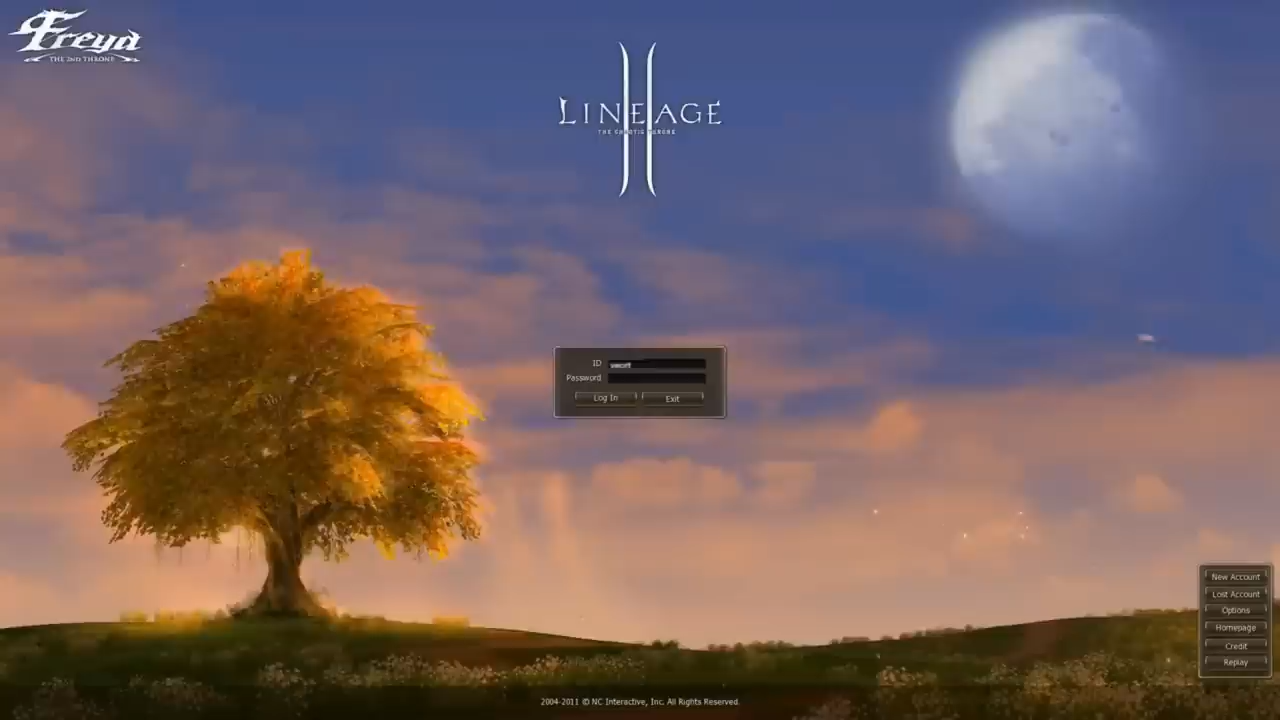 Freya
THE 2ND THRONE
LINEAGE II
THE CHAOTIC THRONE
ID
Password
Log In
Exit
New Account
Lost Account
Options
Homepage
Credit
Replay
2004-2011 © NC Interactive, Inc. All Rights Reserved.